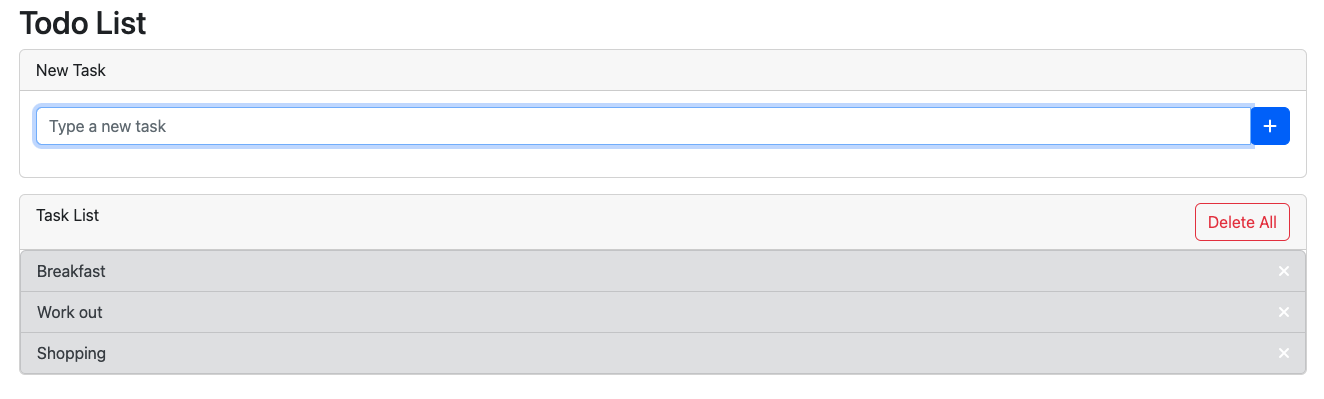 Todo List
New Task
Type a new task
+
Task List
Delete All
Breakfast
Work out
Shopping